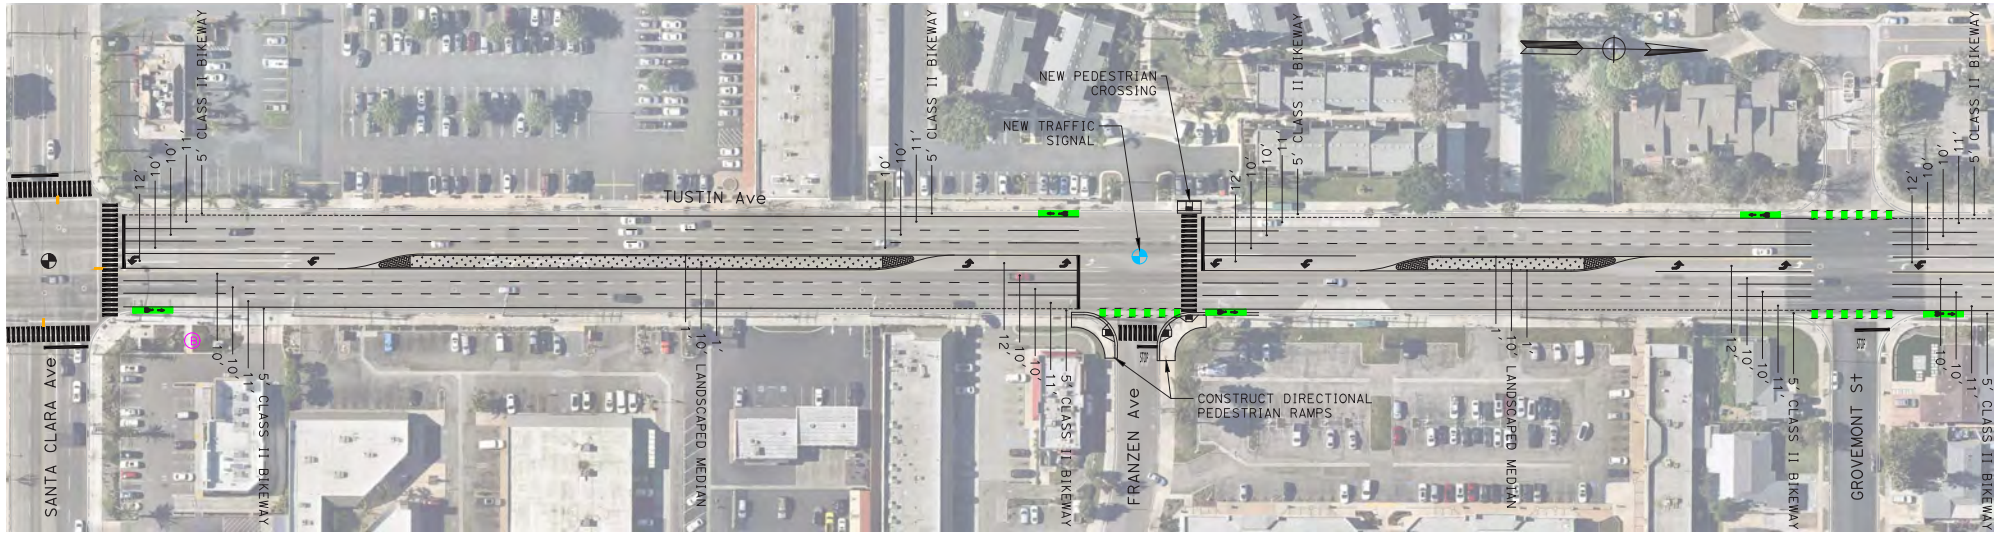 5' CLASS II BIKEWAY
11'
10'
10'
12'
5' CLASS II BIKEWAY
11'
10'
10'
NEW PEDESTRIAN
CROSSING
NEW TRAFFIC
SIGNAL
5' CLASS II BIKEWAY
11'
10'
10'
12'
5' CLASS II BIKEWAY
11'
10'
10'
12'
TUSTIN Ave
SANTA CLARA Ave
B
10'
10'
11'
5' CLASS II BIKEWAY
1'
10' LANDSCAPED MEDIAN
1'
12'
10'
10'
11'
5' CLASS II BIKEWAY
STOP
FRANZEN Ave
CONSTRUCT DIRECTIONAL
PEDESTRIAN RAMPS
1'
10' LANDSCAPED MEDIAN
1'
12'
10'
10'
11'
5' CLASS II BIKEWAY
STOP
GROVEMONT St
10'
10'
11'
5' CLASS II BIKEWAY